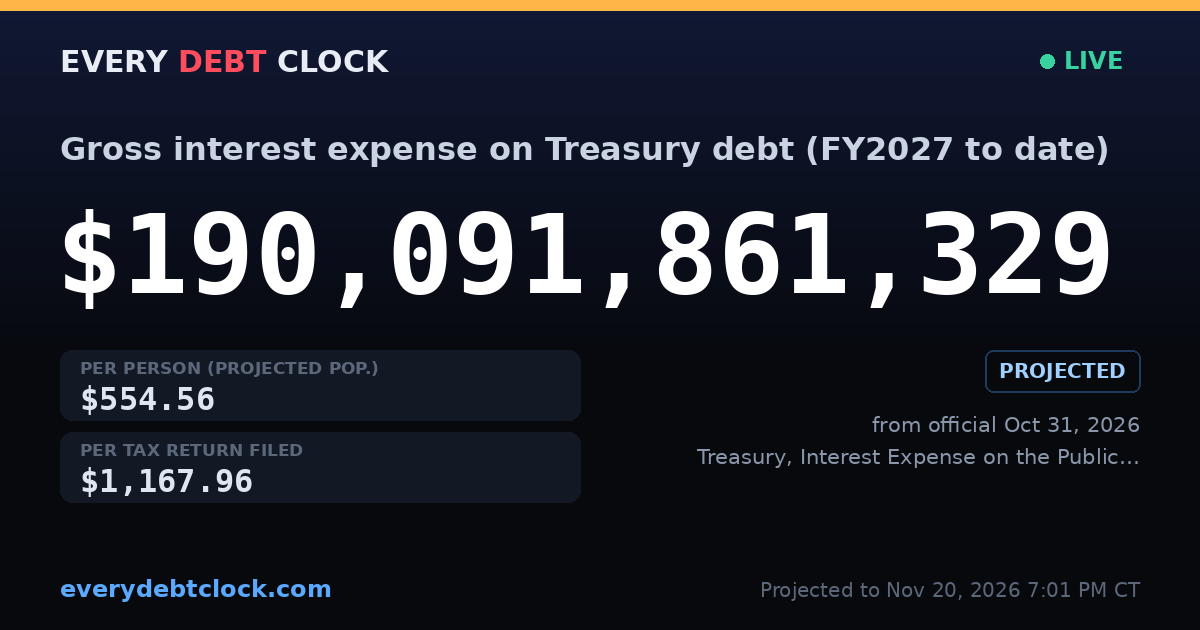 EVERY DEBT CLOCK
LIVE
Gross interest expense on Treasury debt (FY2027 to date)
$190,091,861,329
PER PERSON (PROJECTED POP.)
$554.56
PER TAX RETURN FILED
$1,167.96
PROJECTED
from official Oct 31, 2026
Treasury, Interest Expense on the Public…
everydebtclock.com
Projected to Nov 20, 2026 7:01 PM CT